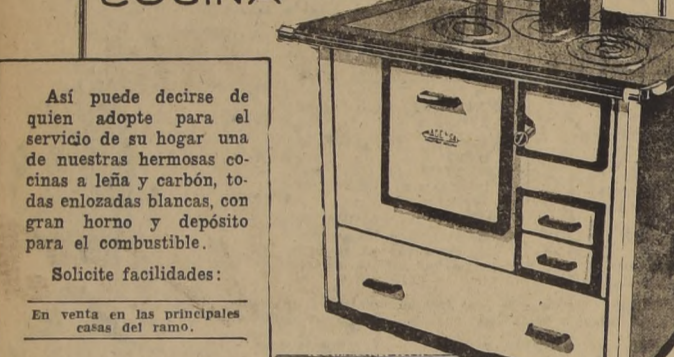 COCINA
Así puede decirse de
quien adopte para el
servicio de su hogar una
de nuestras hermosas co-
cinas a leña y carbón, to-
das enlozadas blancas, con
gran horno y depósito
para el combustible.
Solicite facilidades:
En venta en las principales
casas del ramo.